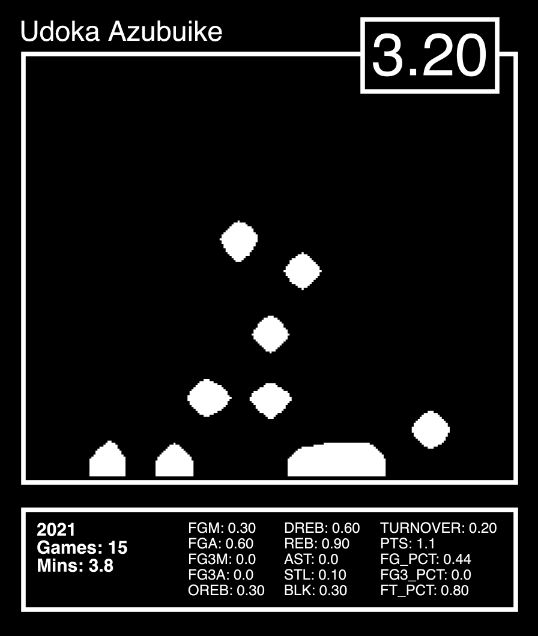 Udoka Azubuike
3.20
2021
Games: 15
Mins: 3.8
FGM: 0.30
FGA: 0.60
FG3M: 0.0
FG3A: 0.0
OREB: 0.30
DREB: 0.60
REB: 0.90
AST: 0.0
STL: 0.10
BLK: 0.30
TURNOVER: 0.20
PTS: 1.1
FG_PCT: 0.44
FG3_PCT: 0.0
FT_PCT: 0.80